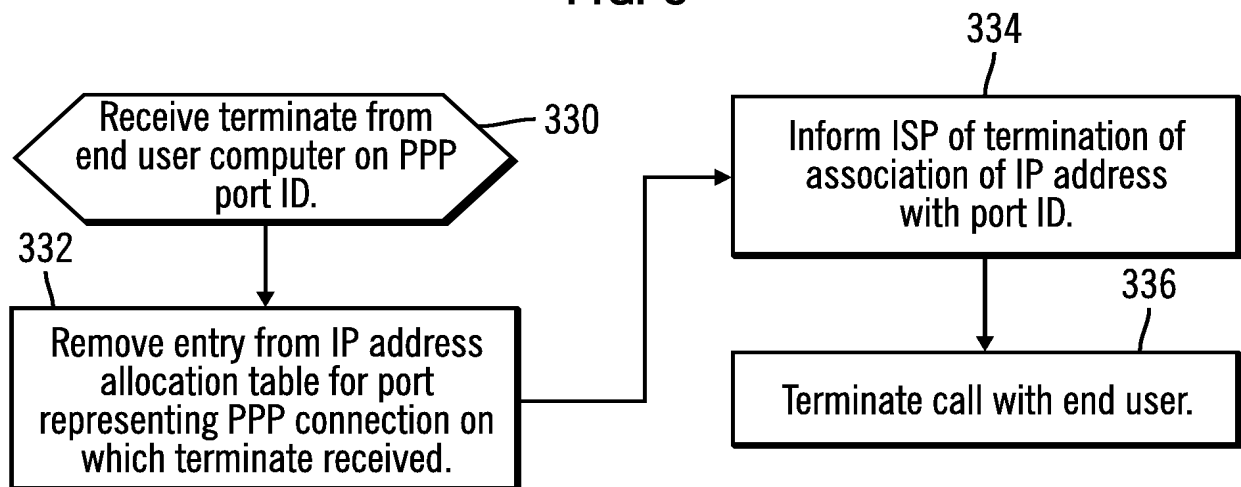 330
Receive terminate from
end user computer on PPP
port ID.
332
Remove entry from IP address
allocation table for port
representing PPP connection on
which terminate received.
334
Inform ISP of termination of
association of IP address
with port ID.
336
Terminate call with end user.